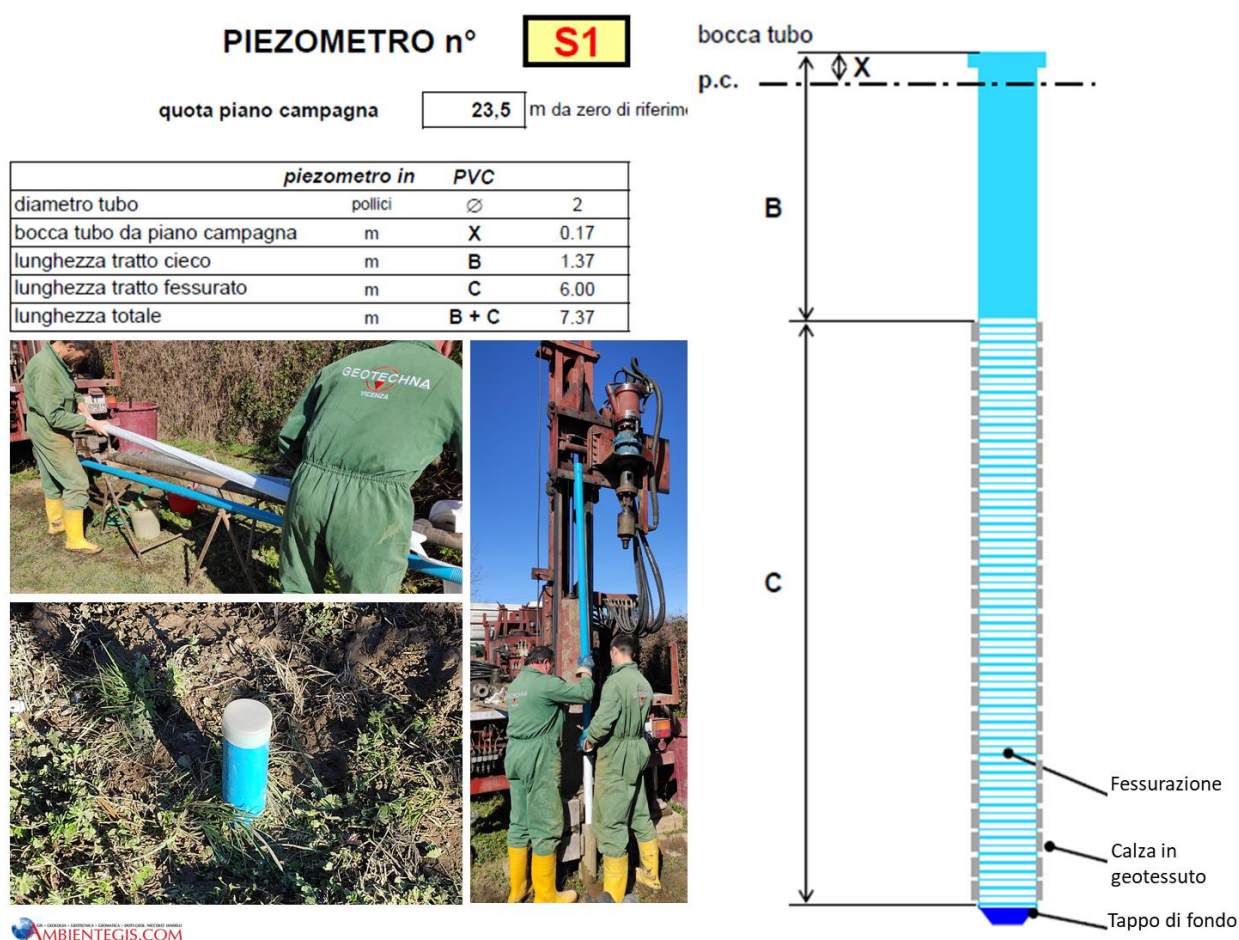 PIEZOMETRO n° S1
quota piano campagna 23,5 m da zero di riferime
piezometro in PVC
diametro tubo pollici ∅ 2
bocca tubo da piano campagna m X 0.17
lunghezza tratto cieco m B 1.37
lunghezza tratto fessurato m C 6.00
lunghezza totale m B + C 7.37
GEOTECHNA
VICENZA
AMBIENTEGIS.COM
bocca tubo
X
p.c.
B
C
Fessurazione
Calza in
geotessuto
Tappo di fondo